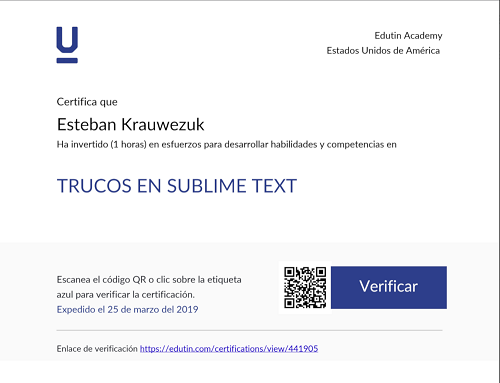 Edutin Academy
Estados Unidos de América
Certifica que
Esteban Krauwezuk
Ha invertido (1 horas) en esfuerzos para desarrollar habilidades y competencias en
TRUCOS EN SUBLIME TEXT
Escanea el código QR o clic sobre la etiqueta
azul para verificar la certificación.
Expedido el 25 de marzo del 2019
Verificar
Enlace de verificación https://edutin.com/certifications/view/441905